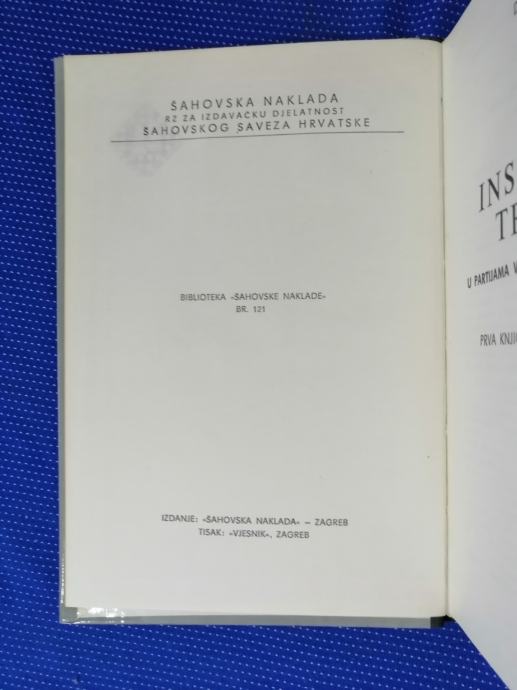 ŠAHOVSKA NAKLADA
RZ ZA IZDAVAČKU DJELATNOST
ŠAHOVSKOG SAVEZA HRVATSKE
BIBLIOTEKA »ŠAHOVSKE NAKLADE«
BR. 121
IZDANJE: »ŠAHOVSKA NAKLADA« – ZAGREB
TISAK: »VJESNIK«, ZAGREB
INS
TE
U PARTIJAMA V
PRVA KNJIG